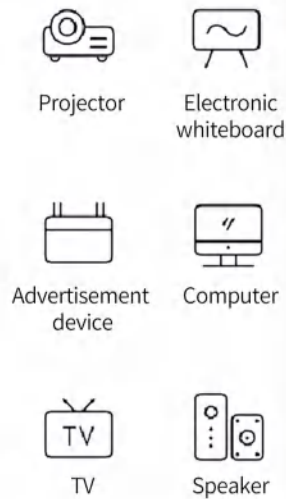 Projector
Electronic
whiteboard
Advertisement
device
Computer
TV
TV
Speaker